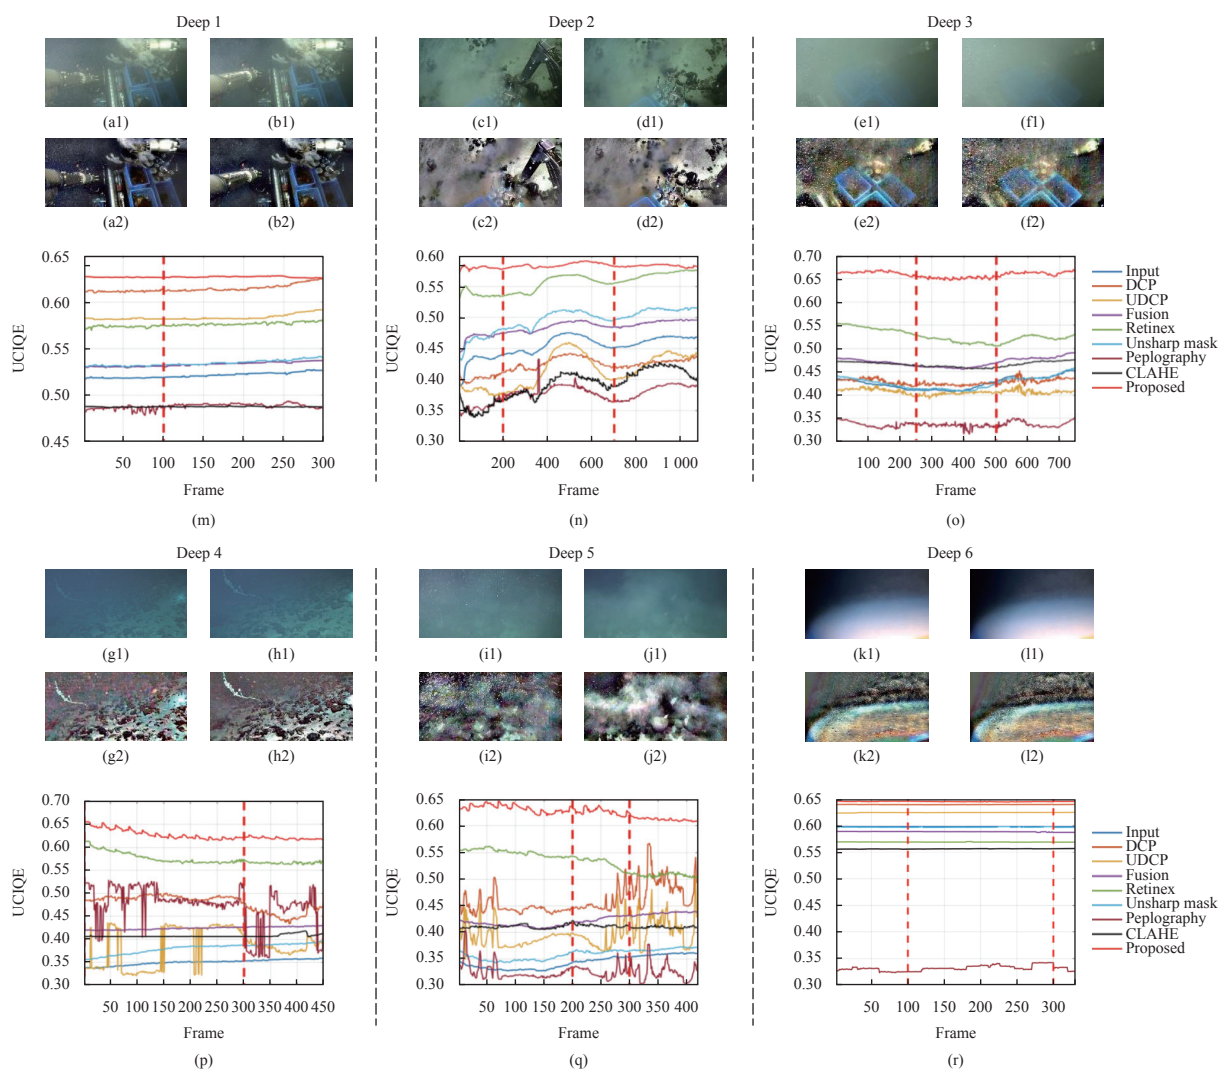 Deep 1 Deep 2 Deep 3
(a1) (b1) (c1) (d1) (e1) (f1)
(a2) (b2) (c2) (d2) (e2) (f2)
UCIQE
0.65
0.60
0.55
0.50
0.45
50 100 150 200 250 300
Frame
(m)
UCIQE
0.60
0.55
0.50
0.45
0.40
0.35
0.30
200 400 600 800 1 000
Frame
(n)
UCIQE
0.70
0.65
0.60
0.55
0.50
0.45
0.40
0.35
0.30
100 200 300 400 500 600 700
Frame
(o)
Input
DCP
UDCP
Fusion
Retinex
Unsharp mask
Peplography
CLAHE
Proposed
Deep 4 Deep 5 Deep 6
(g1) (h1) (i1) (j1) (k1) (l1)
(g2) (h2) (i2) (j2) (k2) (l2)
UCIQE
0.70
0.65
0.60
0.55
0.50
0.45
0.40
0.35
0.30
50 100 150 200 250 300 350 400 450
Frame
(p)
UCIQE
0.65
0.60
0.55
0.50
0.45
0.40
0.35
0.30
50 100 150 200 250 300 350 400
Frame
(q)
UCIQE
0.65
0.60
0.55
0.50
0.45
0.40
0.35
0.30
50 100 150 200 250 300
Frame
(r)
Input
DCP
UDCP
Fusion
Retinex
Unsharp mask
Peplography
CLAHE
Proposed